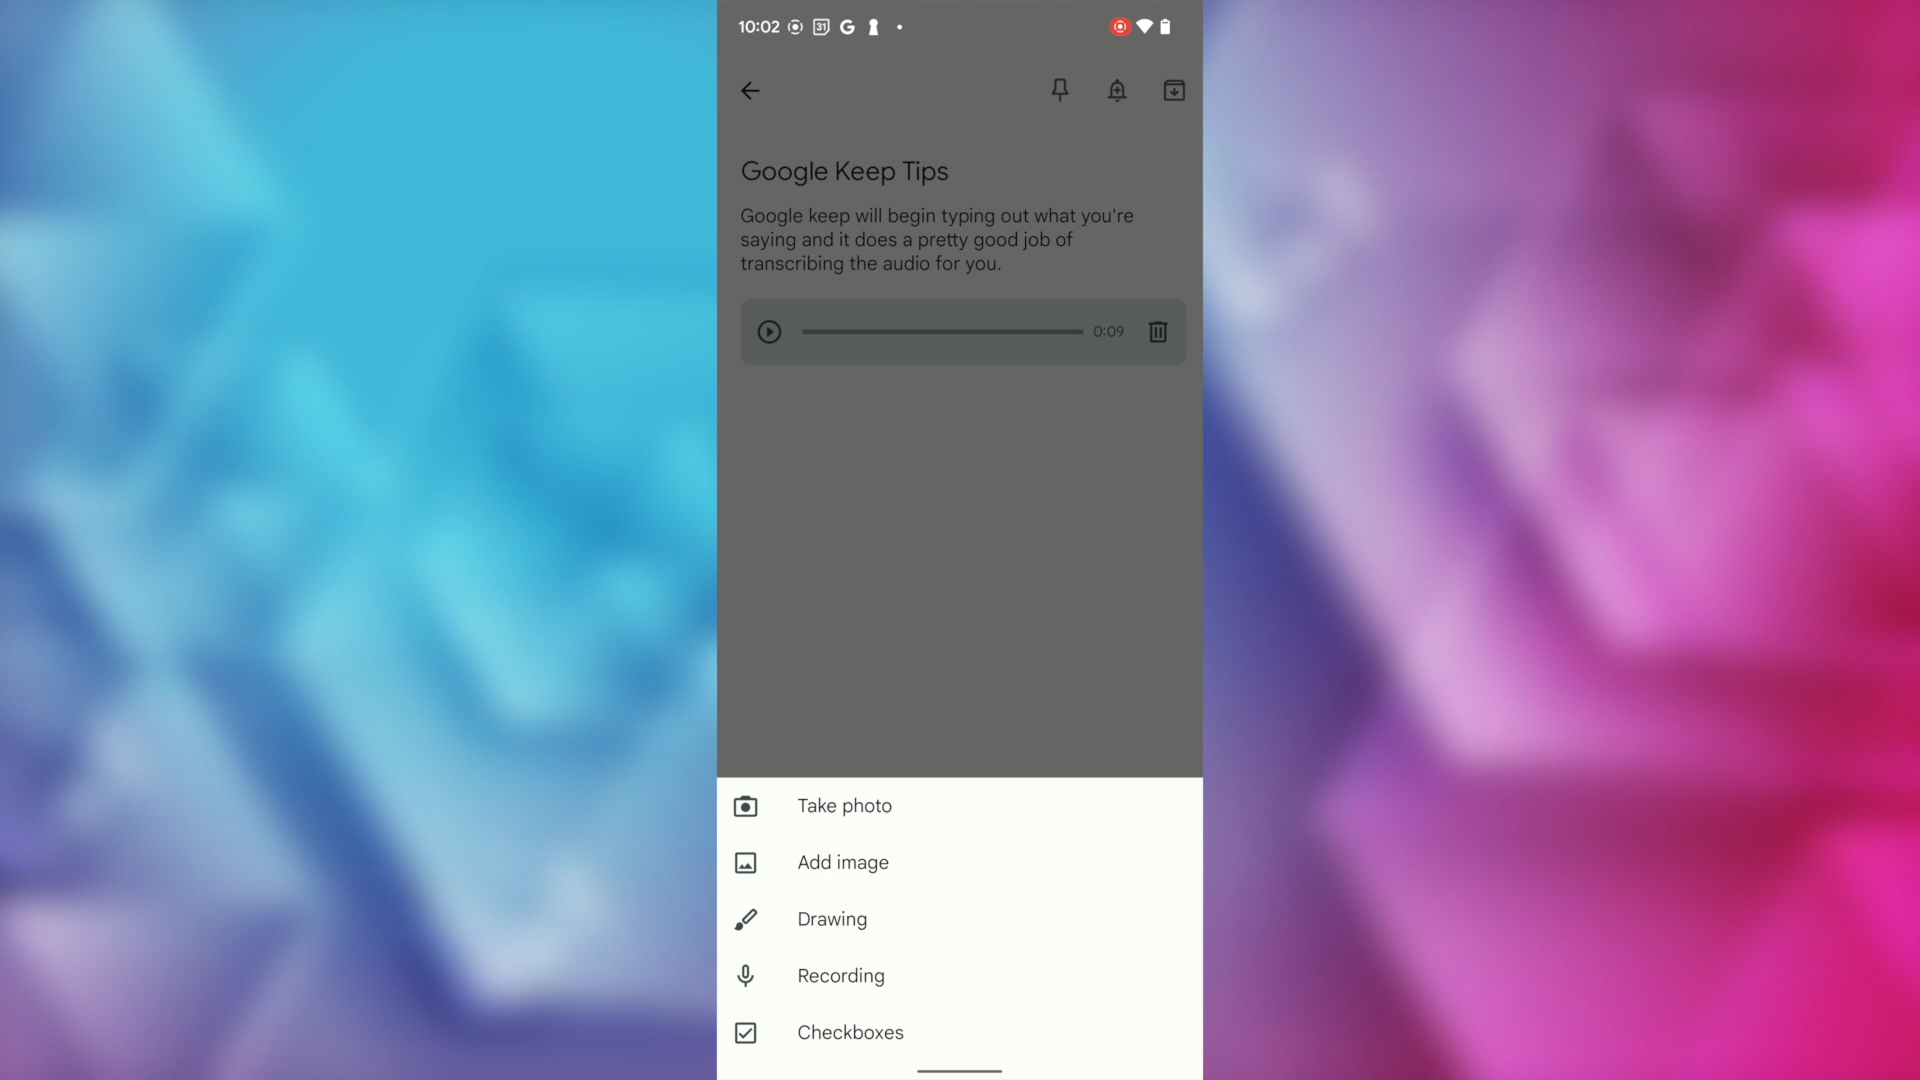 10:02
31
G
Google Keep Tips
Google keep will begin typing out what you're
saying and it does a pretty good job of
transcribing the audio for you.
0:09
Take photo
Add image
Drawing
Recording
Checkboxes